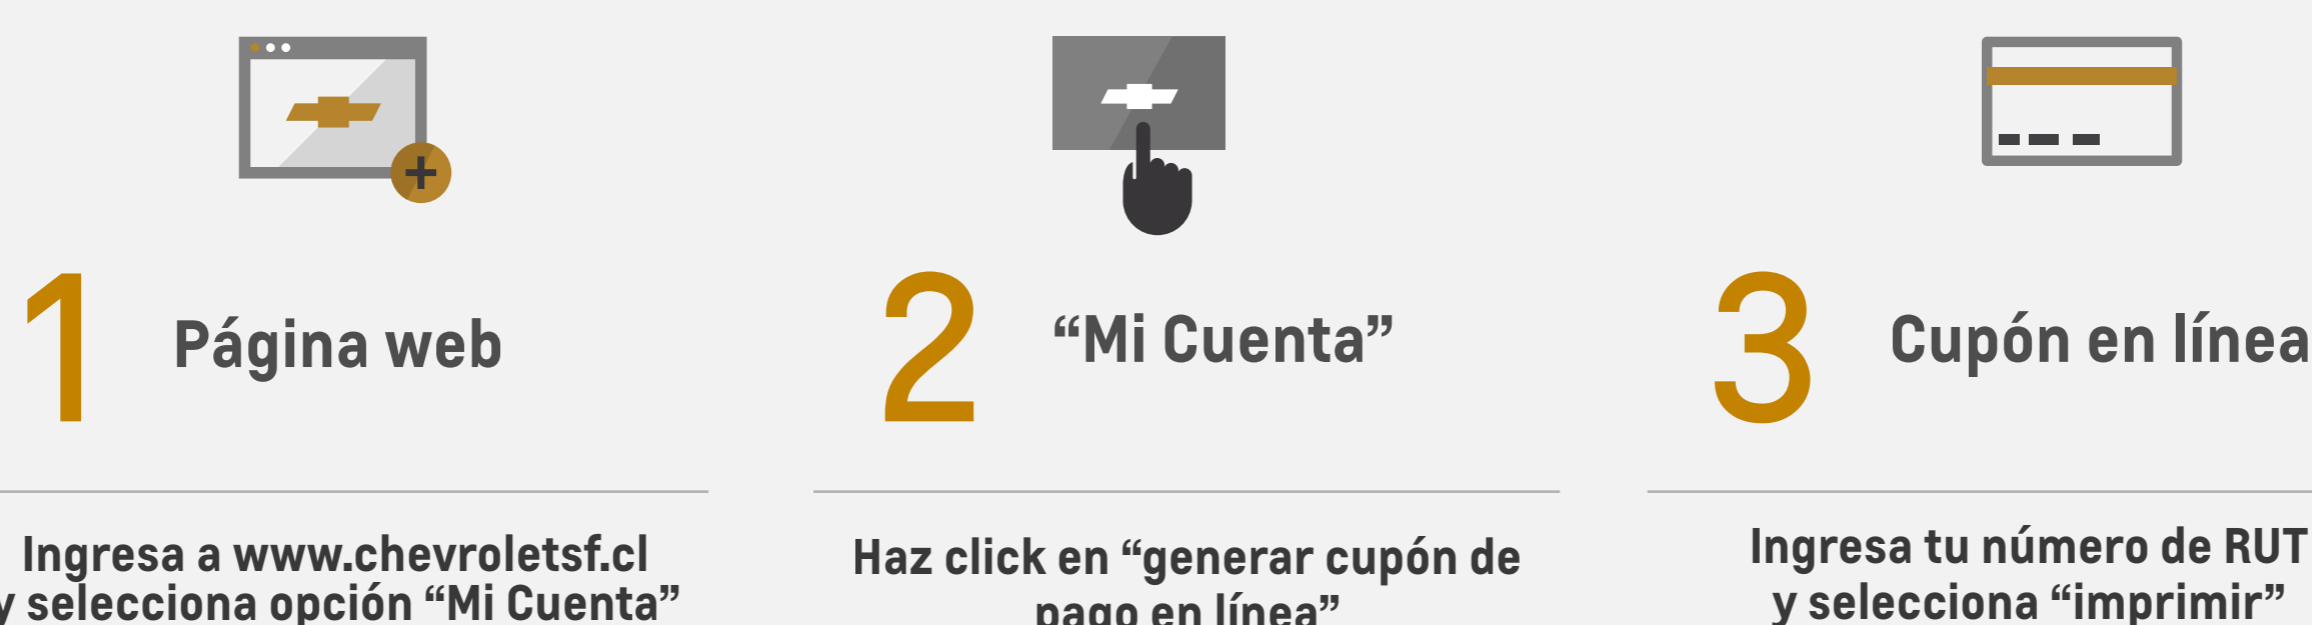 1 Página web
Ingresa a www.chevroletsf.cl
y selecciona opción “Mi Cuenta”
2 “Mi Cuenta”
Haz click en “generar cupón de
pago en línea”
3 Cupón en línea
Ingresa tu número de RUT
y selecciona “imprimir”